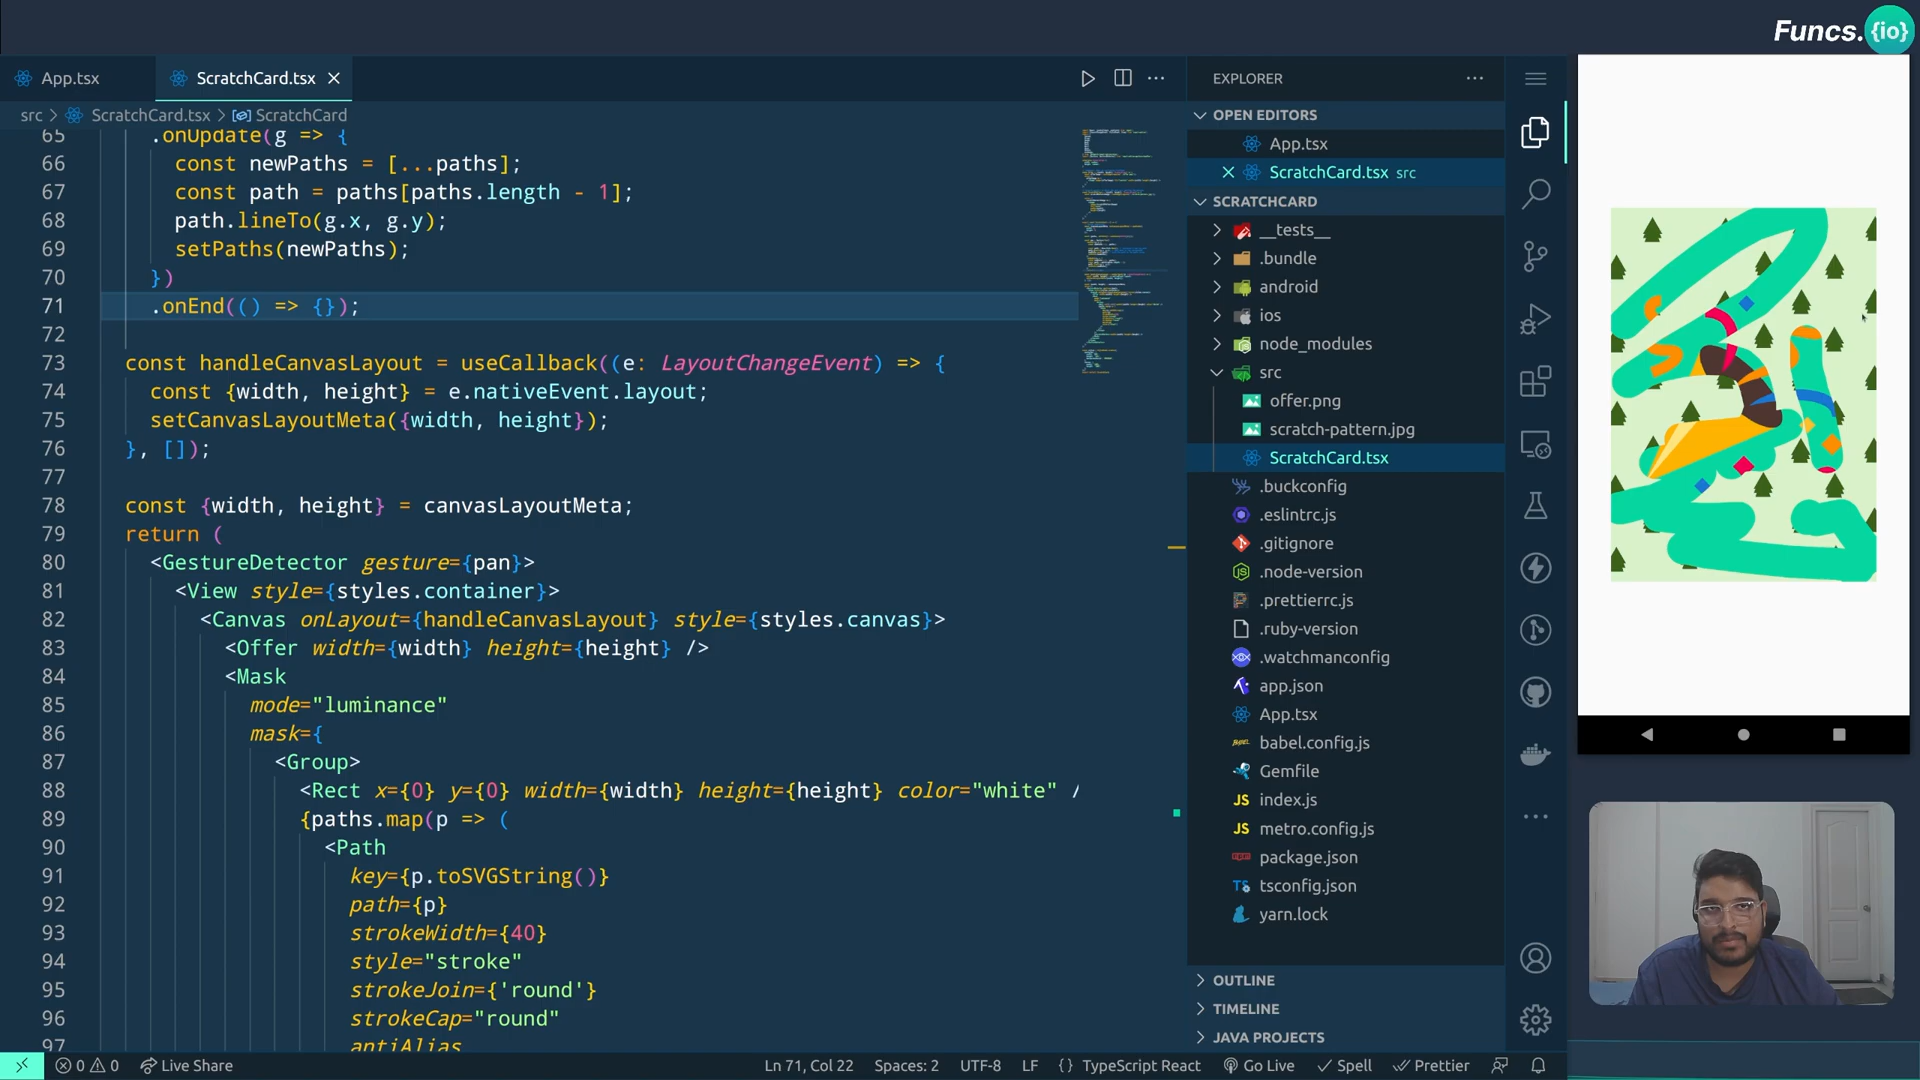 Funcs.{io}
App.tsx
ScratchCard.tsx
src > ScratchCard.tsx > ScratchCard
65 .onUpdate(g => {
66 const newPaths = [...paths];
67 const path = paths[paths.length - 1];
68 path.lineTo(g.x, g.y);
69 setPaths(newPaths);
70 })
71 .onEnd(() => {});
72
73 const handleCanvasLayout = useCallback((e: LayoutChangeEvent) => {
74 const {width, height} = e.nativeEvent.layout;
75 setCanvasLayoutMeta({width, height});
76 }, []);
77
78 const {width, height} = canvasLayoutMeta;
79 return (
80 <GestureDetector gesture={pan}>
81 <View style={styles.container}>
82 <Canvas onLayout={handleCanvasLayout} style={styles.canvas}>
83 <Offer width={width} height={height} />
84 <Mask
85 mode="luminance"
86 mask={
87 <Group>
88 <Rect x={0} y={0} width={width} height={height} color="white" /
89 {paths.map(p => (
90 <Path
91 key={p.toSVGString()}
92 path={p}
93 strokeWidth={40}
94 style="stroke"
95 strokeJoin={'round'}
96 strokeCap="round"
97 antiAlias
EXPLORER
OPEN EDITORS
App.tsx
ScratchCard.tsx src
SCRATCHCARD
__tests__
.bundle
android
ios
node_modules
src
offer.png
scratch-pattern.jpg
ScratchCard.tsx
.buckconfig
.eslintrc.js
.gitignore
.node-version
.prettierrc.js
.ruby-version
.watchmanconfig
app.json
App.tsx
babel.config.js
Gemfile
index.js
metro.config.js
package.json
tsconfig.json
yarn.lock
OUTLINE
TIMELINE
JAVA PROJECTS
0 0 Live Share
Ln 71, Col 22 Spaces: 2 UTF-8 LF {} TypeScript React Go Live Spell Prettier